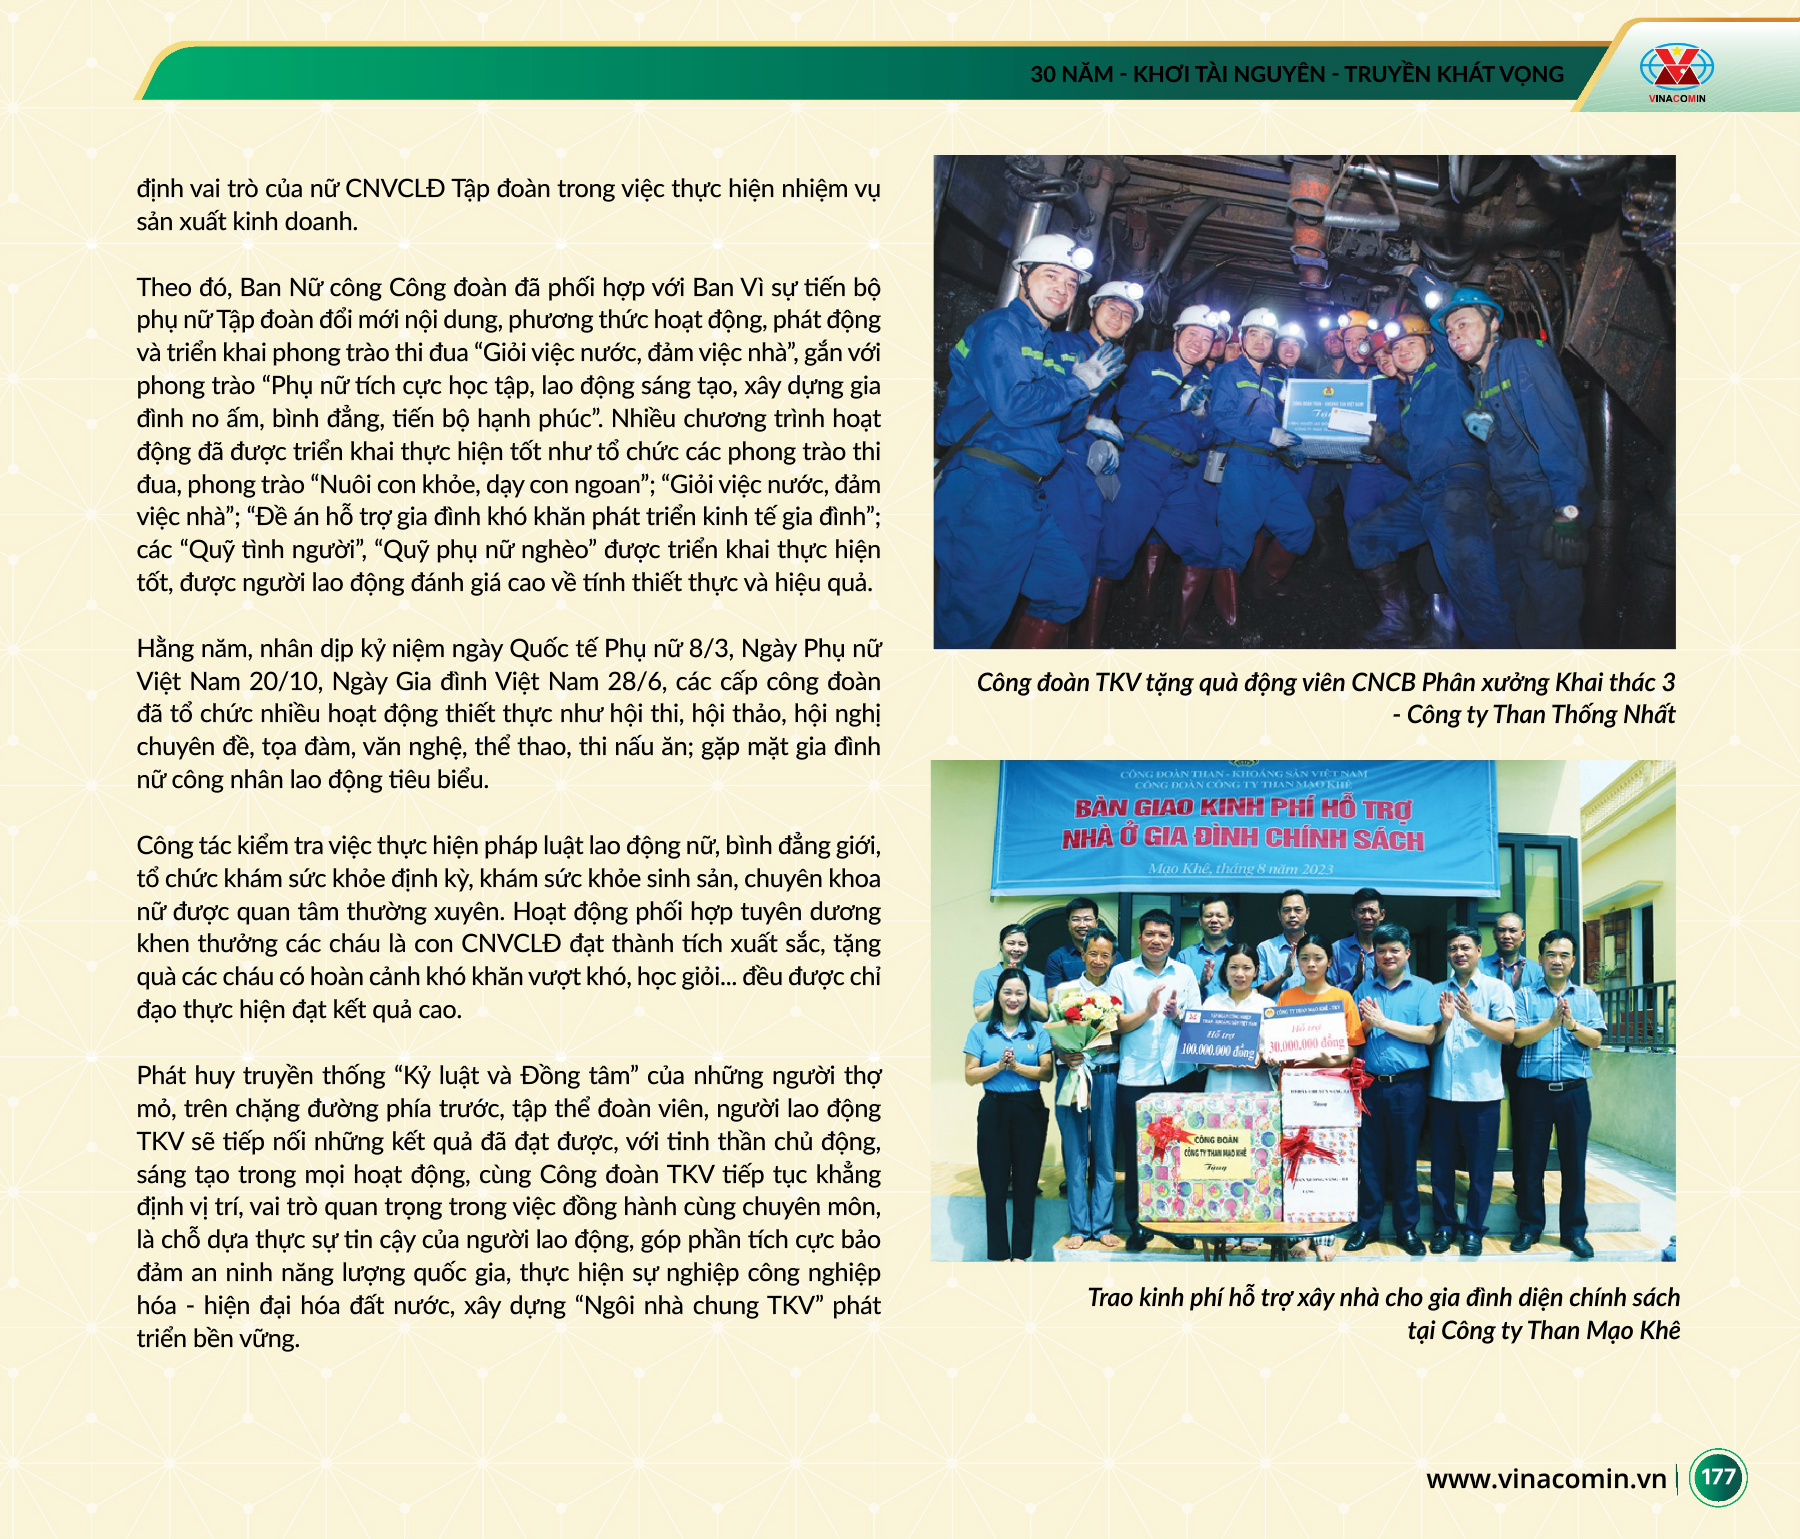 30 NĂM - KHƠI TÀI NGUYÊN - TRUYỀN KHÁT VỌNG
VINACOMIN
định vai trò của nữ CNVCLĐ Tập đoàn trong việc thực hiện nhiệm vụ
sản xuất kinh doanh.
Theo đó, Ban Nữ công Công đoàn đã phối hợp với Ban Vì sự tiến bộ
phụ nữ Tập đoàn đổi mới nội dung, phương thức hoạt động, phát động
và triển khai phong trào thi đua “Giỏi việc nước, đảm việc nhà”, gắn với
phong trào “Phụ nữ tích cực học tập, lao động sáng tạo, xây dựng gia
đình no ấm, bình đẳng, tiến bộ hạnh phúc”. Nhiều chương trình hoạt
động đã được triển khai thực hiện tốt như tổ chức các phong trào thi
đua, phong trào “Nuôi con khỏe, dạy con ngoan”; “Giỏi việc nước, đảm
việc nhà”; “Đề án hỗ trợ gia đình khó khăn phát triển kinh tế gia đình”;
các “Quỹ tình người”, “Quỹ phụ nữ nghèo” được triển khai thực hiện
tốt, được người lao động đánh giá cao về tính thiết thực và hiệu quả.
Hằng năm, nhân dịp kỷ niệm ngày Quốc tế Phụ nữ 8/3, Ngày Phụ nữ
Việt Nam 20/10, Ngày Gia đình Việt Nam 28/6, các cấp công đoàn
đã tổ chức nhiều hoạt động thiết thực như hội thi, hội thảo, hội nghị
chuyên đề, tọa đàm, văn nghệ, thể thao, thi nấu ăn; gặp mặt gia đình
nữ công nhân lao động tiêu biểu.
Công tác kiểm tra việc thực hiện pháp luật lao động nữ, bình đẳng giới,
tổ chức khám sức khỏe định kỳ, khám sức khỏe sinh sản, chuyên khoa
nữ được quan tâm thường xuyên. Hoạt động phối hợp tuyên dương
khen thưởng các cháu là con CNVCLĐ đạt thành tích xuất sắc, tặng
quà các cháu có hoàn cảnh khó khăn vượt khó, học giỏi... đều được chỉ
đạo thực hiện đạt kết quả cao.
Phát huy truyền thống “Kỷ luật và Đồng tâm” của những người thợ
mỏ, trên chặng đường phía trước, tập thể đoàn viên, người lao động
TKV sẽ tiếp nối những kết quả đã đạt được, với tinh thần chủ động,
sáng tạo trong mọi hoạt động, cùng Công đoàn TKV tiếp tục khẳng
định vị trí, vai trò quan trọng trong việc đồng hành cùng chuyên môn,
là chỗ dựa thực sự tin cậy của người lao động, góp phần tích cực bảo
đảm an ninh năng lượng quốc gia, thực hiện sự nghiệp công nghiệp
hóa - hiện đại hóa đất nước, xây dựng “Ngôi nhà chung TKV” phát
triển bền vững.
CÔNG ĐOÀN THAN - KHOÁNG SẢN VIỆT NAM
Công đoàn TKV tặng quà động viên CNCB Phân xưởng Khai thác 3
- Công ty Than Thống Nhất
CÔNG ĐOÀN THAN - KHOÁNG SẢN VIỆT NAM
CÔNG ĐOÀN CÔNG TY THAN MẠO KHÊ
BÀN GIAO KINH PHÍ HỖ TRỢ
NHÀ Ở GIA ĐÌNH CHÍNH SÁCH
Mạo Khê, tháng 8 năm 2023
TẬP ĐOÀN CÔNG NGHIỆP
THAN - KHOÁNG SẢN VIỆT NAM
Hỗ trợ
100.000.000 đồng
CÔNG TY THAN MẠO KHÊ - TKV
Hỗ trợ
30.000.000 đồng
Tặng
CÔNG ĐOÀN
CÔNG TY THAN MẠO KHÊ
Tặng
Trao kinh phí hỗ trợ xây nhà cho gia đình diện chính sách
tại Công ty Than Mạo Khê
www.vinacomin.vn
177